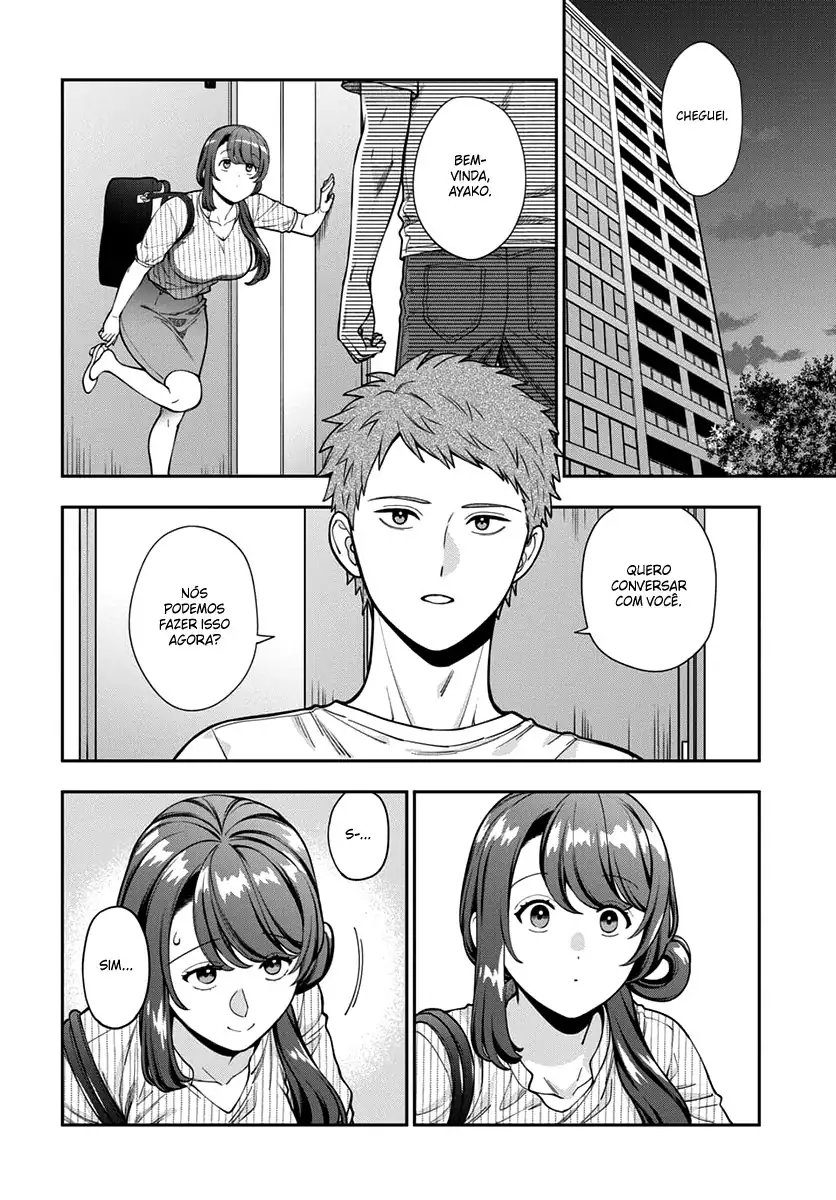 CHEGUEI.
BEM-
VINDA,
AYAKO.
QUERO
CONVERSAR
COM VOCÊ.
NÓS
PODEMOS
FAZER ISSO
AGORA?
S-...
SIM...